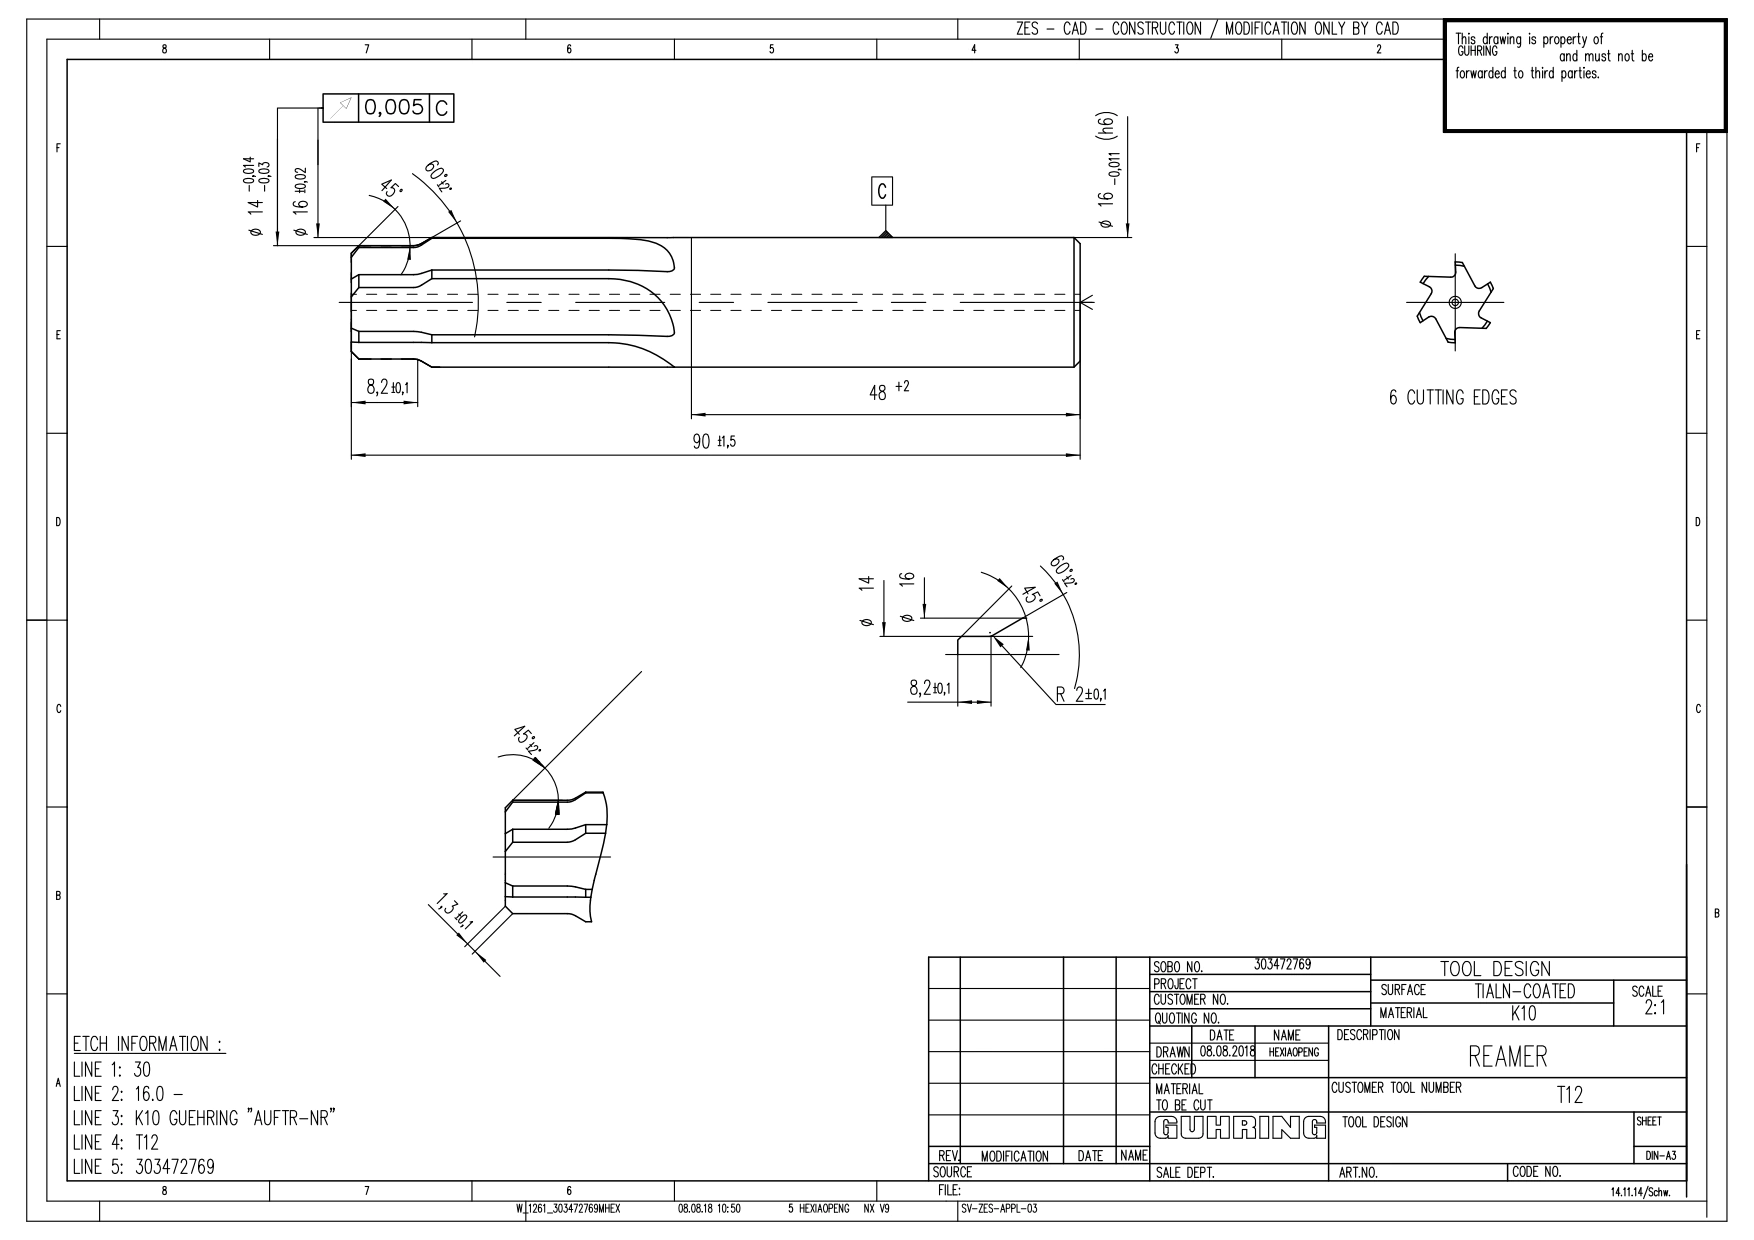 ZES – CAD – CONSTRUCTION / MODIFICATION ONLY BY CAD
This drawing is property of
GUHRING and must not be
forwarded to third parties.
8 7 6 5 4 3 2
F
E
D
C
B
A
F
E
D
C
B
0,005 C
ø 14 -0,014 -0,03
ø 16 ±0,02
45°
60°±2°
C
ø 16 -0,011 (h6)
8,2±0,1
48 +2
90 ±1,5
6 CUTTING EDGES
ø 14
ø 16
45°
60°±2°
8,2±0,1
R 2±0,1
45°±2°
1,3±0,1
ETCH INFORMATION :
LINE 1: 30
LINE 2: 16.0 –
LINE 3: K10 GUEHRING "AUFTR-NR"
LINE 4: T12
LINE 5: 303472769
SOBO NO. 303472769
PROJECT
CUSTOMER NO.
QUOTING NO.
TOOL DESIGN
SURFACE TIALN-COATED
MATERIAL K10
SCALE
2:1
DATE NAME
DRAWN 08.08.2018 HEXIAOPENG
CHECKED
DESCRIPTION
REAMER
MATERIAL
TO BE CUT
CUSTOMER TOOL NUMBER T12
GUHRING
TOOL DESIGN
SHEET
DIN-A3
REV. MODIFICATION DATE NAME
SOURCE
SALE DEPT.
ART.NO.
CODE NO.
8 7 6
FILE:
14.11.14/Schw.
W_1261_303472769MHEX 08.08.18 10:50 5 HEXIAOPENG NX V9 SV-ZES-APPL-03